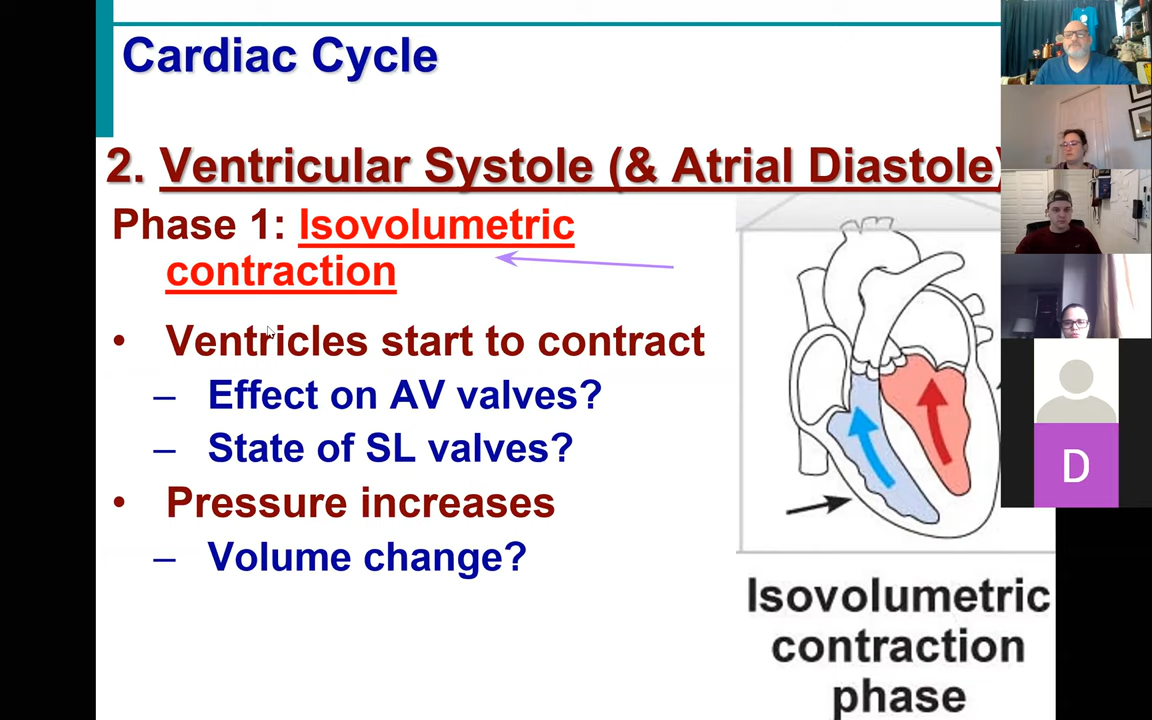 Cardiac Cycle
2. Ventricular Systole (& Atrial Diastole)
Phase 1: Isovolumetric
contraction
• Ventricles start to contract
– Effect on AV valves?
– State of SL valves?
• Pressure increases
– Volume change?
Isovolumetric
contraction
phase
D